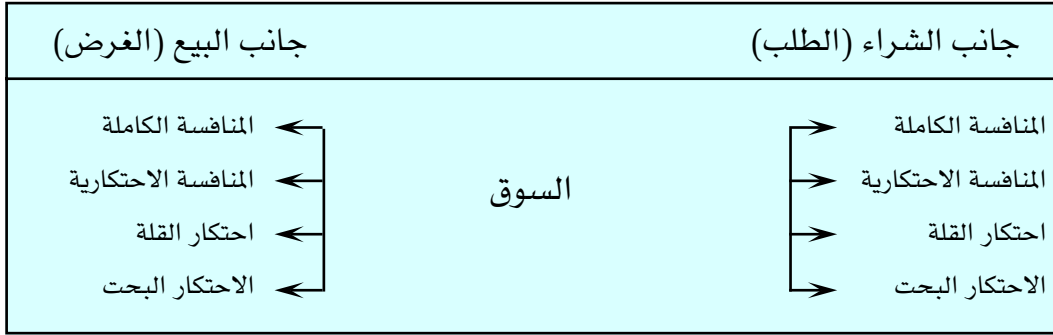 جانب الشراء (الطلب) جانب البيع (الغرض)
المنافسة الكاملة المنافسة الكاملة
المنافسة الاحتكارية المنافسة الاحتكارية
السوق
احتكار القلة احتكار القلة
الاحتكار البحت الاحتكار البحت